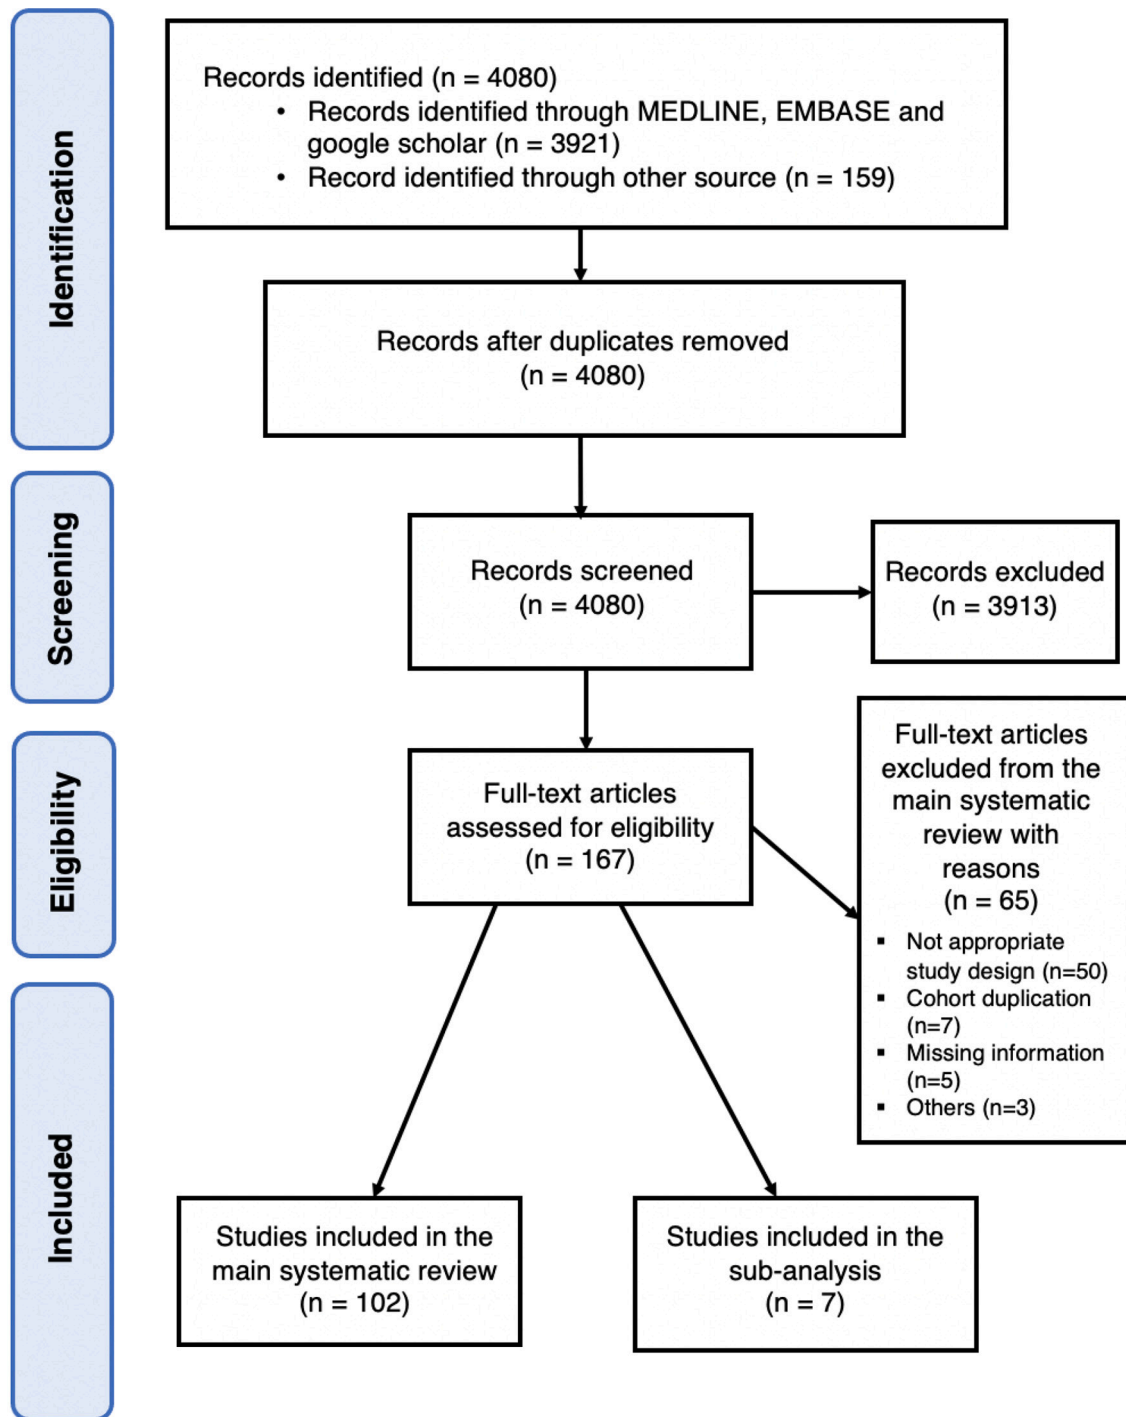 Identification
Records identified (n = 4080)
• Records identified through MEDLINE, EMBASE and
google scholar (n = 3921)
• Record identified through other source (n = 159)
Records after duplicates removed
(n = 4080)
Screening
Records screened
(n = 4080)
Records excluded
(n = 3913)
Eligibility
Full-text articles
assessed for eligibility
(n = 167)
Full-text articles
excluded from the
main systematic
review with
reasons
(n = 65)
▪ Not appropriate
study design (n=50)
▪ Cohort duplication
(n=7)
▪ Missing information
(n=5)
▪ Others (n=3)
Included
Studies included in the
main systematic review
(n = 102)
Studies included in the
sub-analysis
(n = 7)